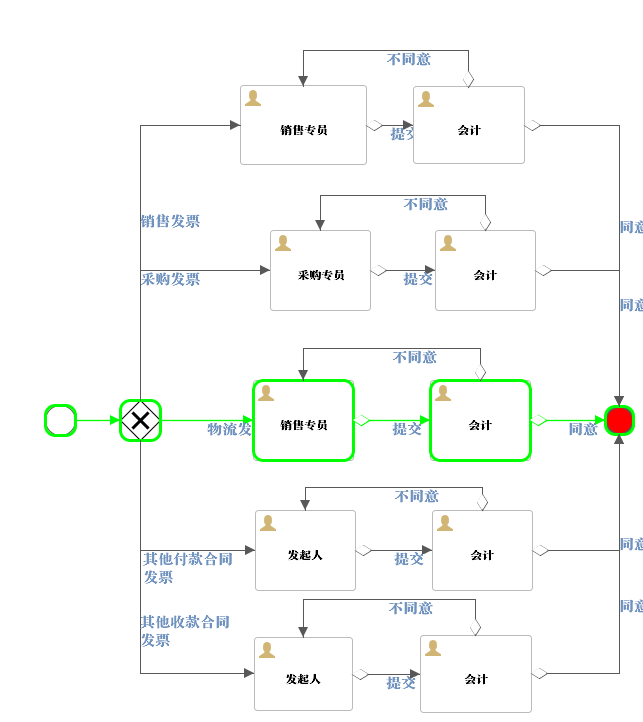 不同意
销售专员
提交
会计
销售发票
同意
不同意
采购专员
提交
会计
采购发票
同意
不同意
销售专员
物流发
提交
会计
同意
不同意
发起人
提交
会计
其他付款合同
发票
同意
不同意
发起人
提交
会计
其他收款合同
发票
同意